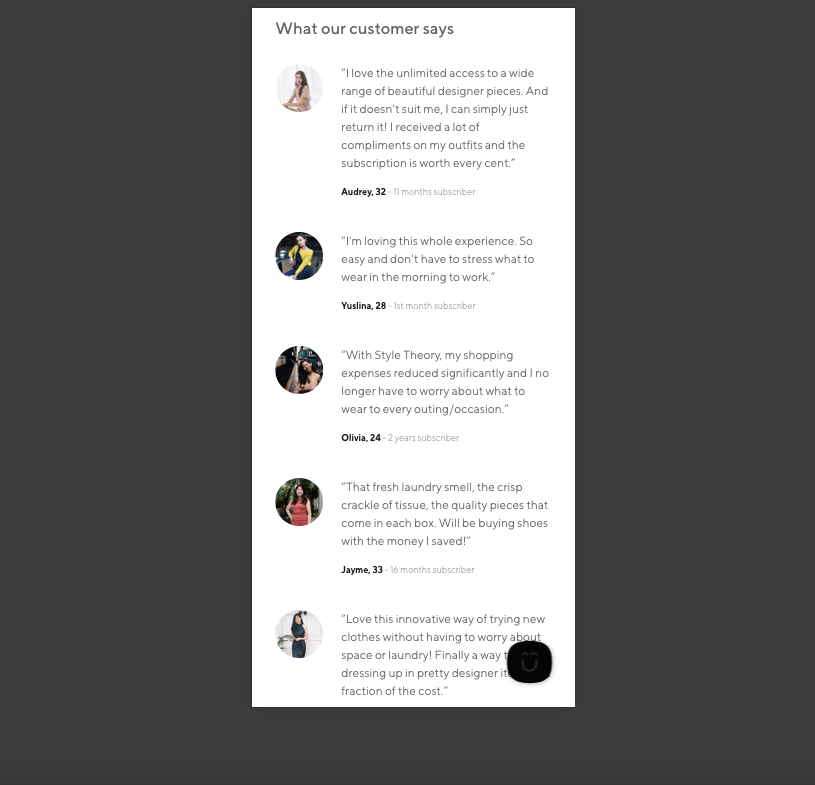 What our customer says
“I love the unlimited access to a wide
range of beautiful designer pieces. And
if it doesn't suit me, I can simply just
return it! I received a lot of
compliments on my outfits and the
subscription is worth every cent.”
Audrey, 32 - 11 months subscriber
“I'm loving this whole experience. So
easy and don't have to stress what to
wear in the morning to work.”
Yuslina, 28 - 1st month subscriber
“With Style Theory, my shopping
expenses reduced significantly and I no
longer have to worry about what to
wear to every outing/occasion.”
Olivia, 24 - 2 years subscriber
“That fresh laundry smell, the crisp
crackle of tissue, the quality pieces that
come in each box. Will be buying shoes
with the money I saved!”
Jayme, 33 - 16 months subscriber
“Love this innovative way of trying new
clothes without having to worry about
space or laundry! Finally a way
dressing up in pretty designer
fraction of the cost.”